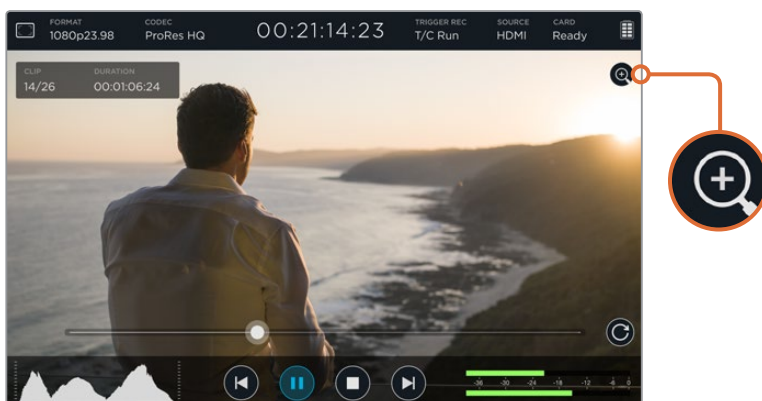 FORMAT CODEC TRIGGER REC SOURCE CARD
1080p23.98 ProRes HQ 00:21:14:23 T/C Run HDMI Ready
CLIP DURATION
14/26 00:01:06:24
-36 -30 -24 -18 -12 -6 0